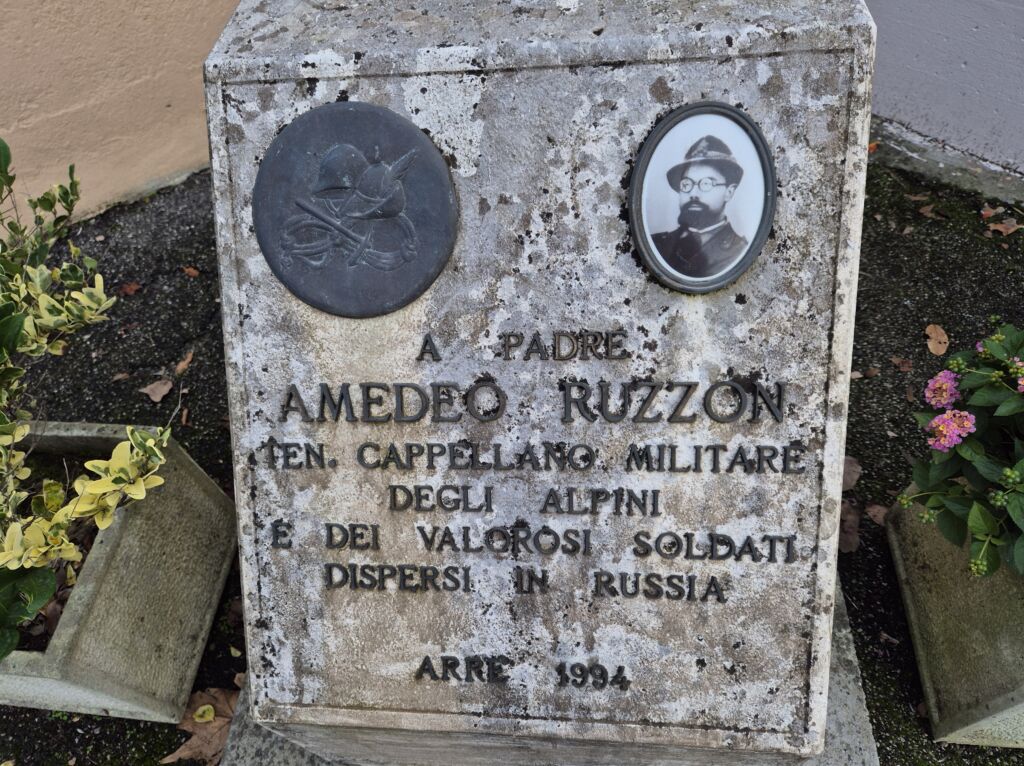 A PADRE
AMEDEO RUZZON
TEN. CAPPELLANO MILITARE
DEGLI ALPINI
E DEI VALOROSI SOLDATI
DISPERSI IN RUSSIA
ARRE 1994